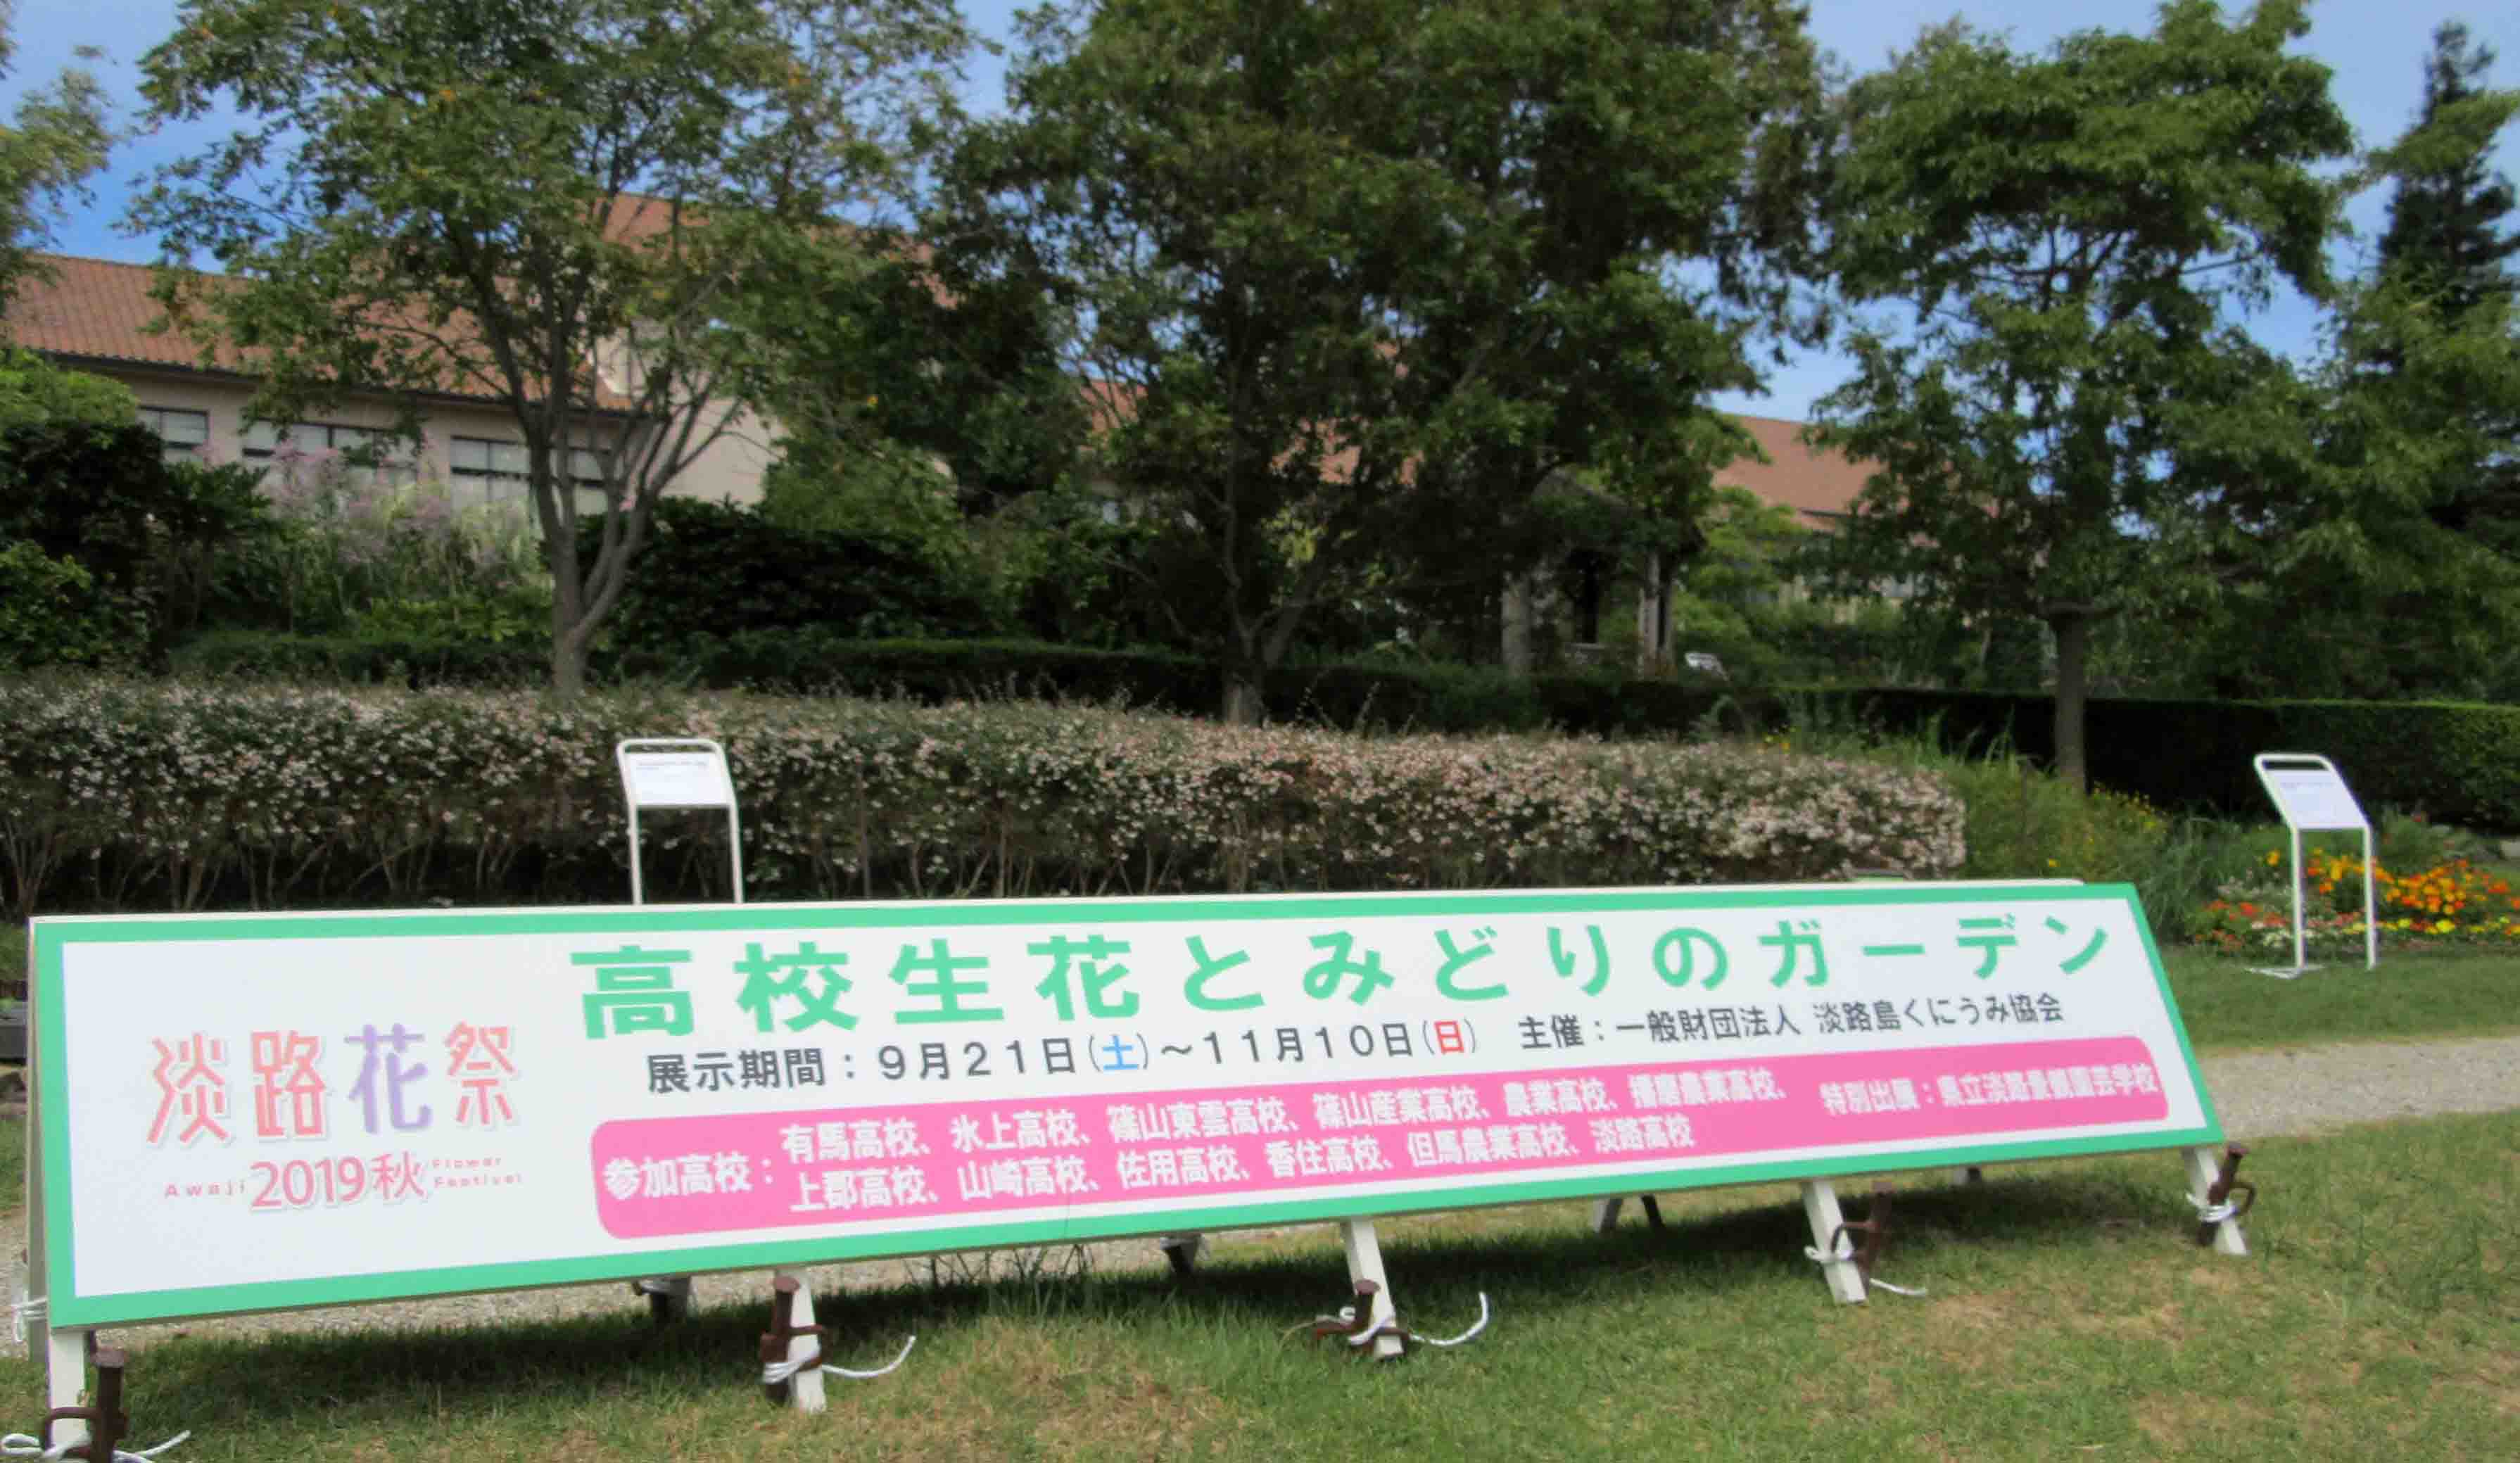 高校生花とみどりのガーデン
展示期間：９月２１日(土)～１１月１０日(日)　主催：一般財団法人 淡路島くにうみ協会
淡路花祭
Awaji 2019秋 Flower Festival
参加高校：有馬高校、氷上高校、篠山東雲高校、篠山産業高校、農業高校、播磨農業高校、
上郡高校、山崎高校、佐用高校、香住高校、但馬農業高校、淡路高校
特別出展：県立淡路景観園芸学校